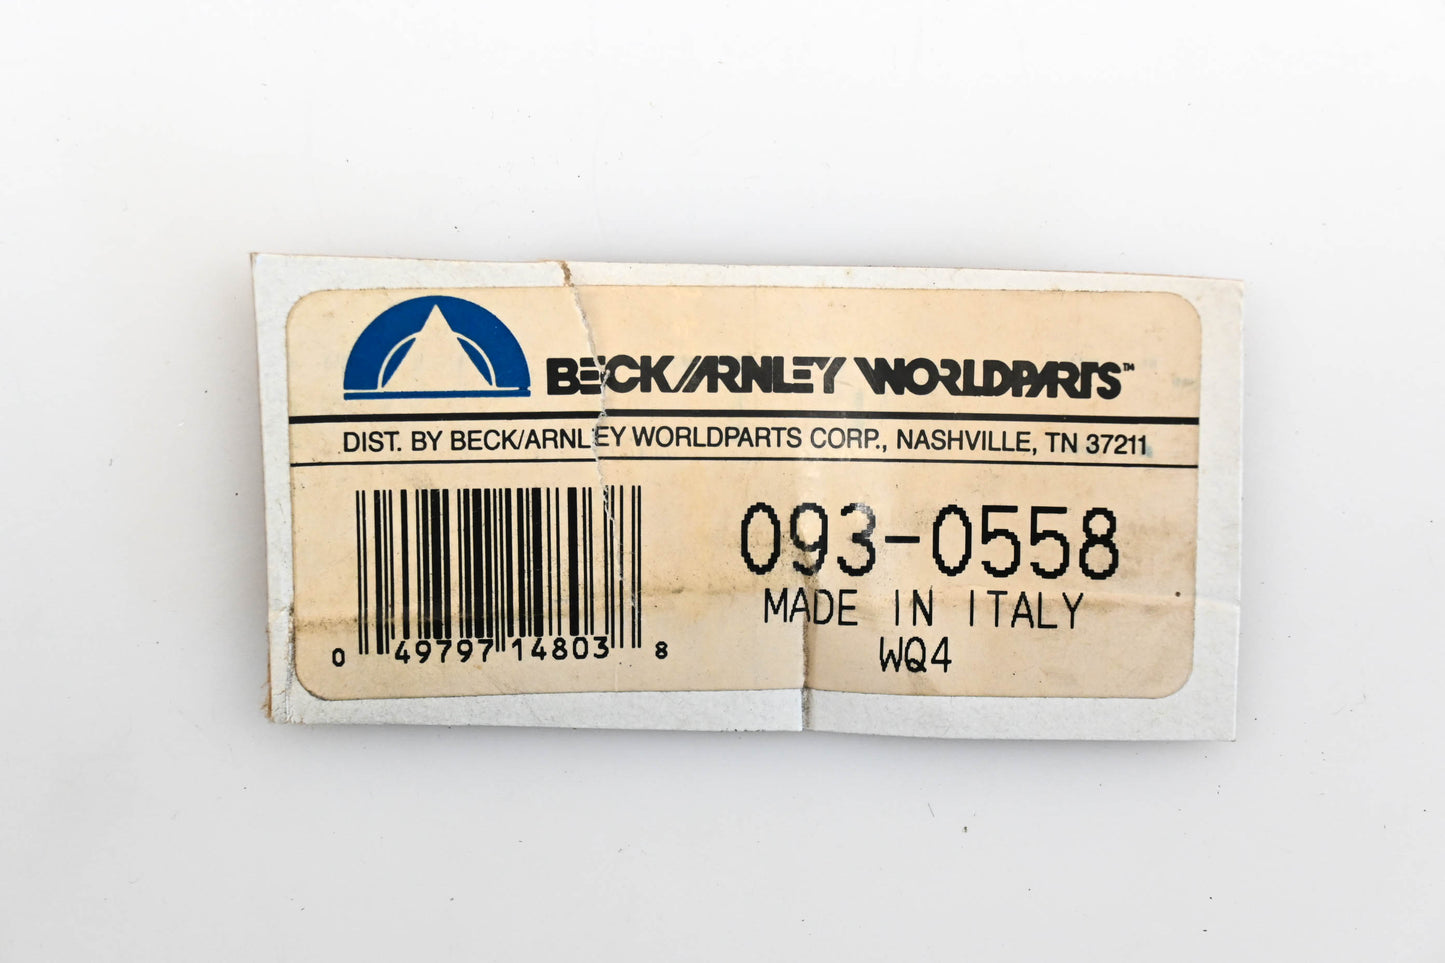 BECK/ARNLEY WORLDPARTS™
DIST. BY BECK/ARNLEY WORLDPARTS CORP., NASHVILLE, TN 37211
093-0558
MADE IN ITALY
WQ4
0 49797 14803 8